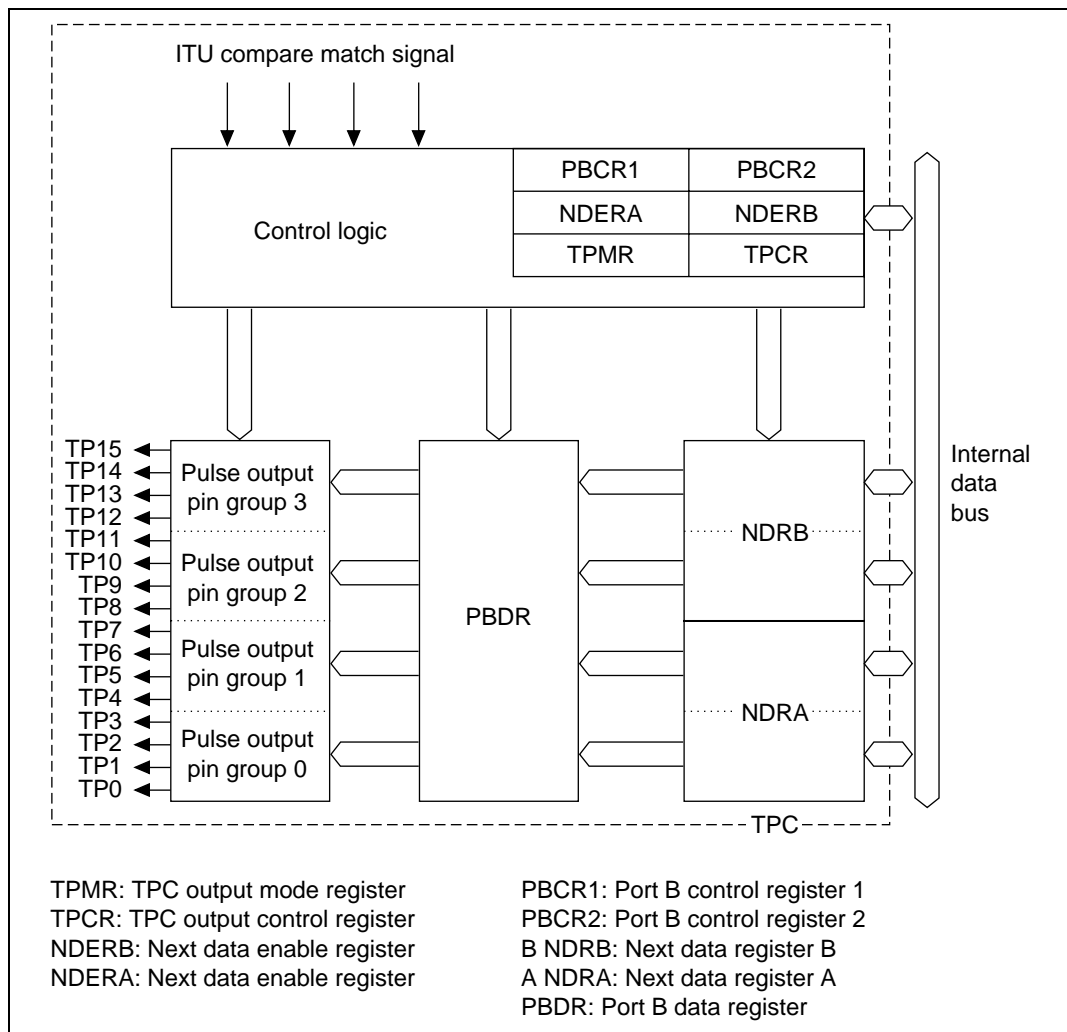 ITU compare match signal
PBCR1 PBCR2
Control logic
NDERA NDERB
TPMR TPCR
TP15
TP14
TP13
TP12
TP11
TP10
TP9
TP8
TP7
TP6
TP5
TP4
TP3
TP2
TP1
TP0
Pulse output
pin group 3
Pulse output
pin group 2
Pulse output
pin group 1
Pulse output
pin group 0
PBDR
NDRB
NDRA
Internal
data
bus
TPC
TPMR: TPC output mode register
TPCR: TPC output control register
NDERB: Next data enable register
NDERA: Next data enable register
PBCR1: Port B control register 1
PBCR2: Port B control register 2
B NDRB: Next data register B
A NDRA: Next data register A
PBDR: Port B data register